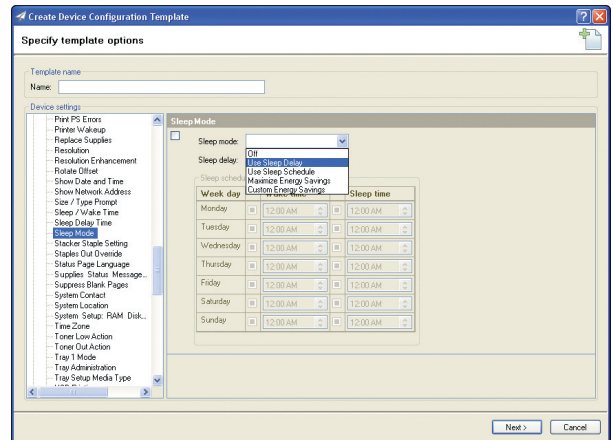 Create Device Configuration Template
Specify template options
Template name
Name:
Device settings
Print PS Errors
Printer Wakeup
Replace Supplies
Resolution
Resolution Enhancement
Rotate Offset
Show Date and Time
Show Network Address
Size / Type Prompt
Sleep / Wake Time
Sleep Delay Time
Sleep Mode
Stacker Staple Setting
Staples Out Override
Status Page Language
Supplies Status Message...
Suppress Blank Pages
System Contact
System Location
System Setup: RAM Disk...
Time Zone
Toner Low Action
Toner Out Action
Tray 1 Mode
Tray Administration
Tray Setup Media Type
Sleep Mode
Sleep mode:
Off
Use Sleep Delay
Use Sleep Schedule
Maximize Energy Savings
Custom Energy Savings
Sleep delay:
Sleep schedu
Week day Wake time Sleep time
Monday 12:00 AM 12:00 AM
Tuesday 12:00 AM 12:00 AM
Wednesday 12:00 AM 12:00 AM
Thursday 12:00 AM 12:00 AM
Friday 12:00 AM 12:00 AM
Saturday 12:00 AM 12:00 AM
Sunday 12:00 AM 12:00 AM
Next > Cancel